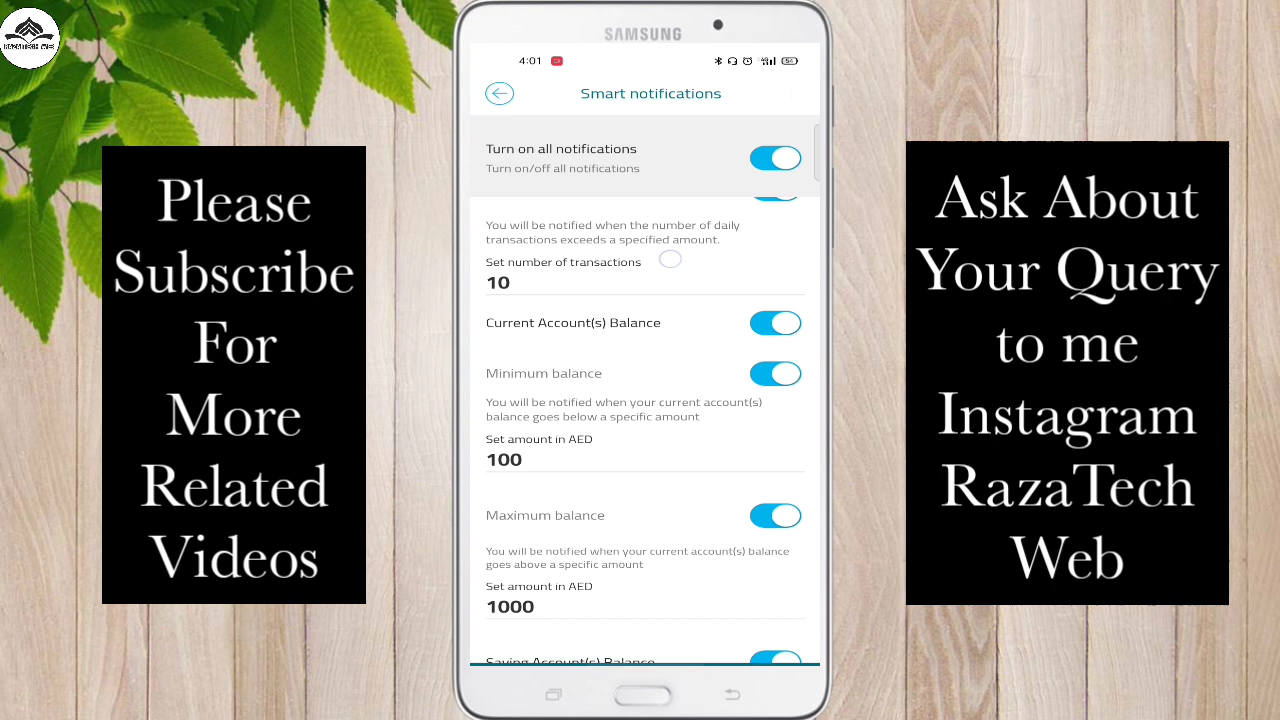 Please
Subscribe
For
More
Related
Videos
SAMSUNG
4:01
Smart notifications
Turn on all notifications
Turn on/off all notifications
You will be notified when the number of daily
transactions exceeds a specified amount.
Set number of transactions
10
Current Account(s) Balance
Minimum balance
You will be notified when your current account(s)
balance goes below a specific amount
Set amount in AED
100
Maximum balance
You will be notified when your current account(s) balance
goes above a specific amount
Set amount in AED
1000
Saving Account(s) Balance
Ask About
Your Query
to me
Instagram
RazaTech
Web